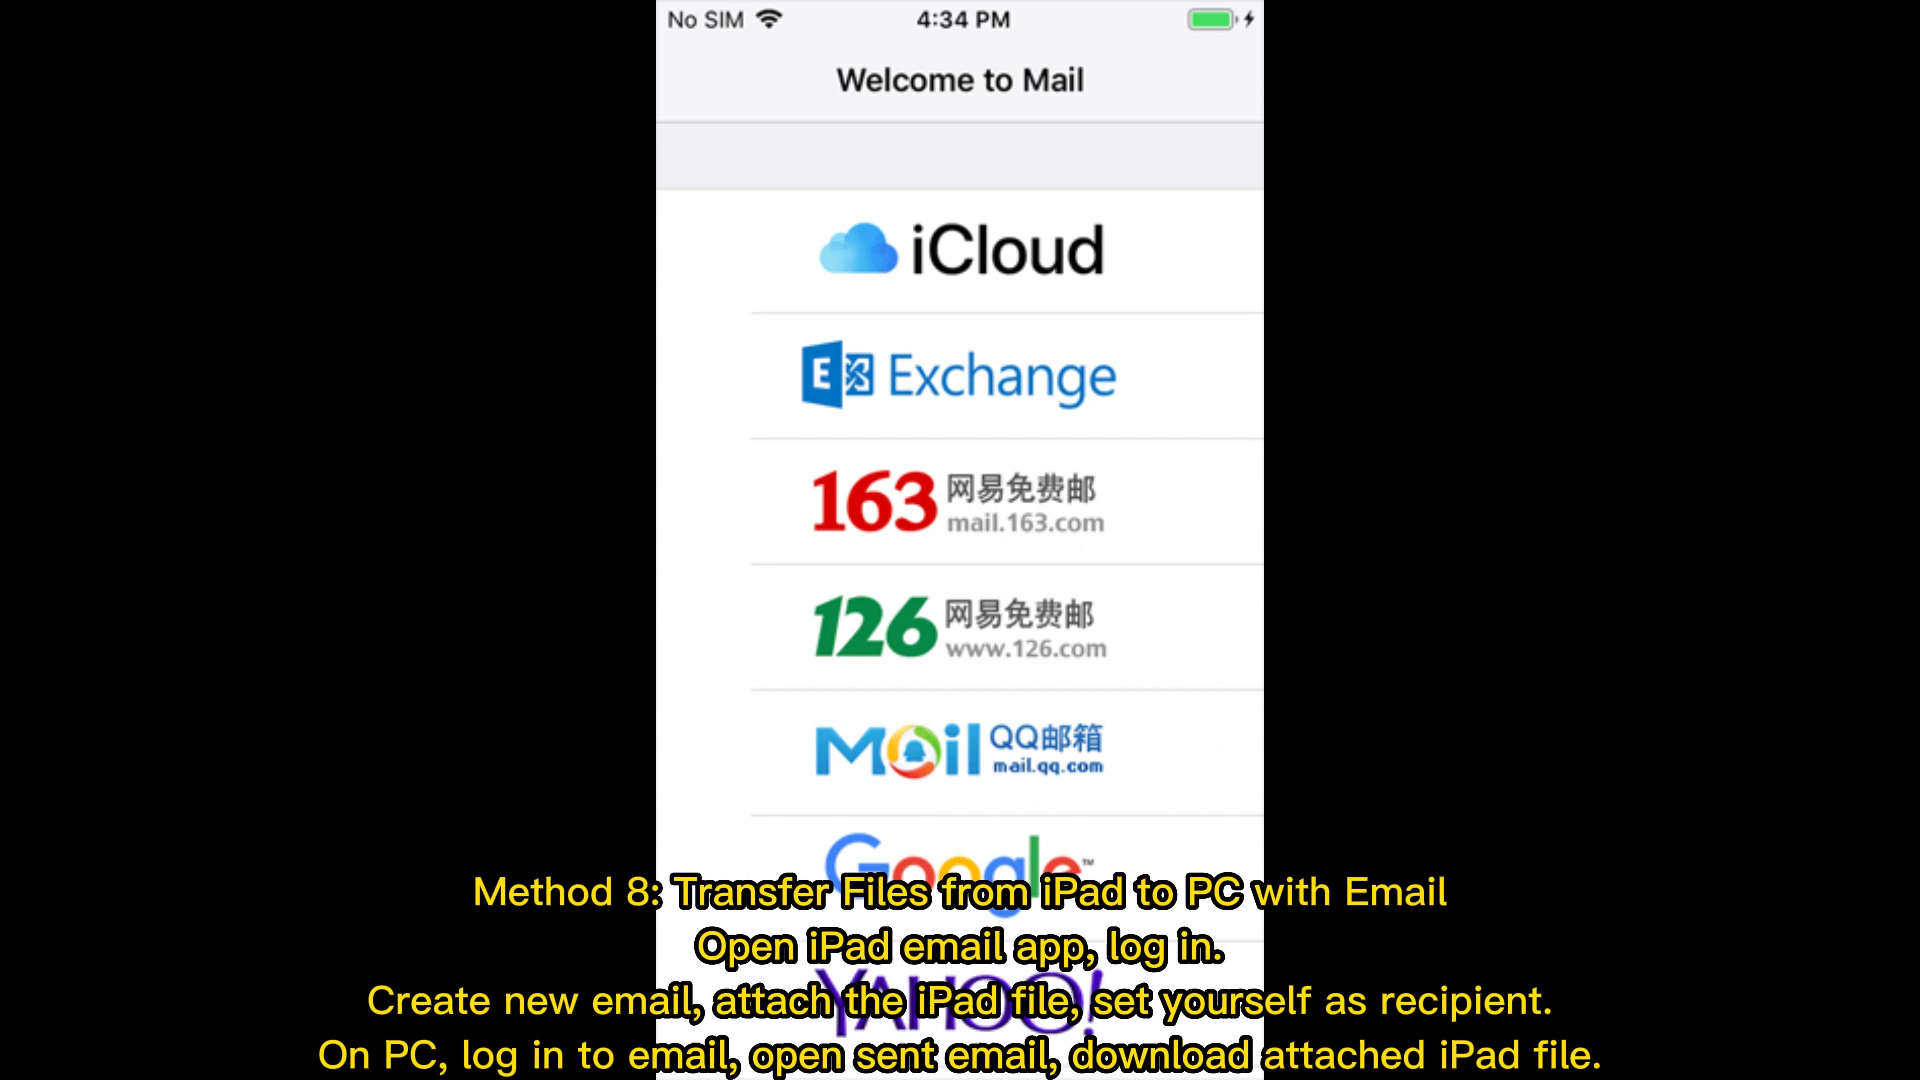 No SIM 4:34 PM
Welcome to Mail
iCloud
E Exchange
163 网易免费邮
mail.163.com
126 网易免费邮
www.126.com
Mail QQ邮箱
mail.qq.com
Google™
Method 8: Transfer Files from iPad to PC with Email
Open iPad email app, log in.
YAHOO!
Create new email, attach the iPad file, set yourself as recipient.
On PC, log in to email, open sent email, download attached iPad file.